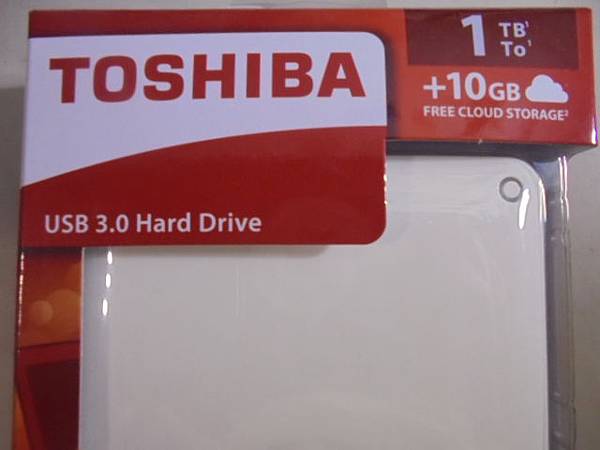 TOSHIBA
USB 3.0 Hard Drive
1 TB¹
To¹
+10GB
FREE CLOUD STORAGE²